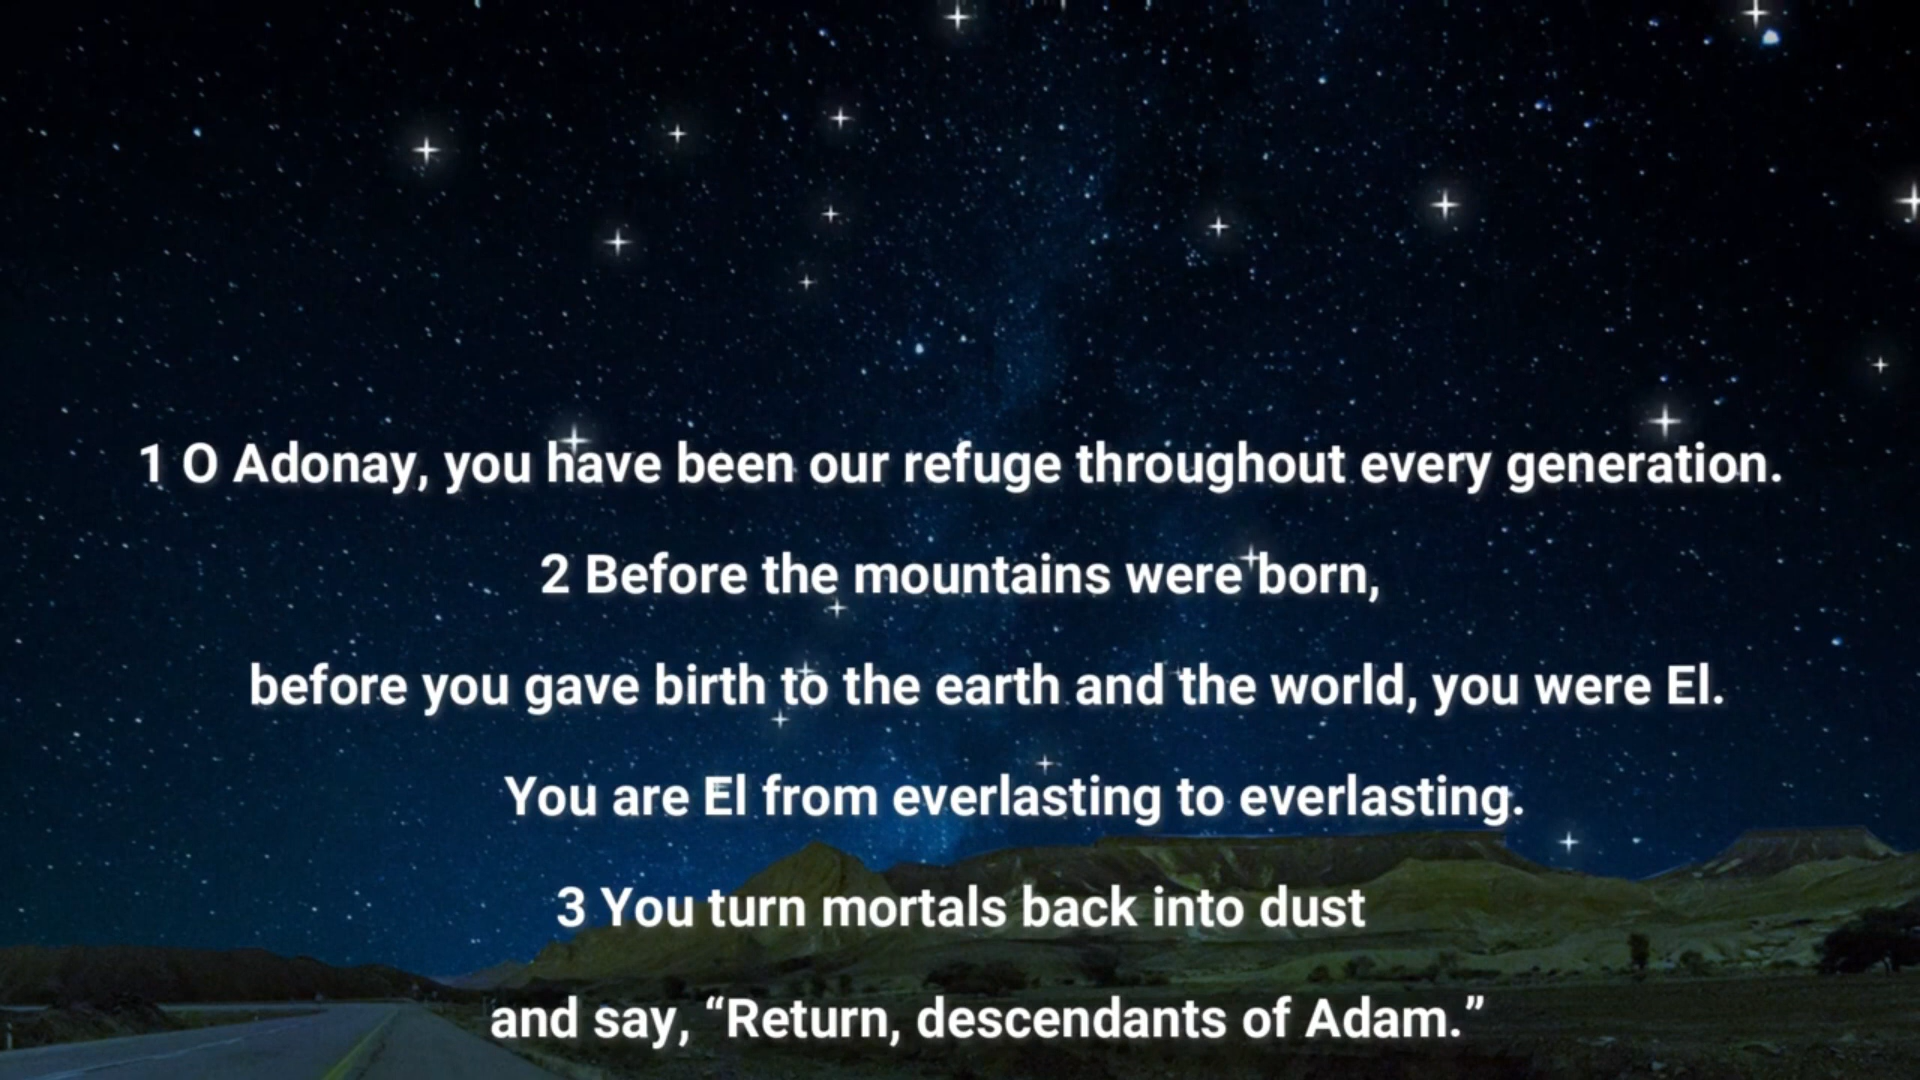 1 O Adonay, you have been our refuge throughout every generation.
2 Before the mountains were born,
before you gave birth to the earth and the world, you were El.
You are El from everlasting to everlasting.
3 You turn mortals back into dust
and say, “Return, descendants of Adam.”